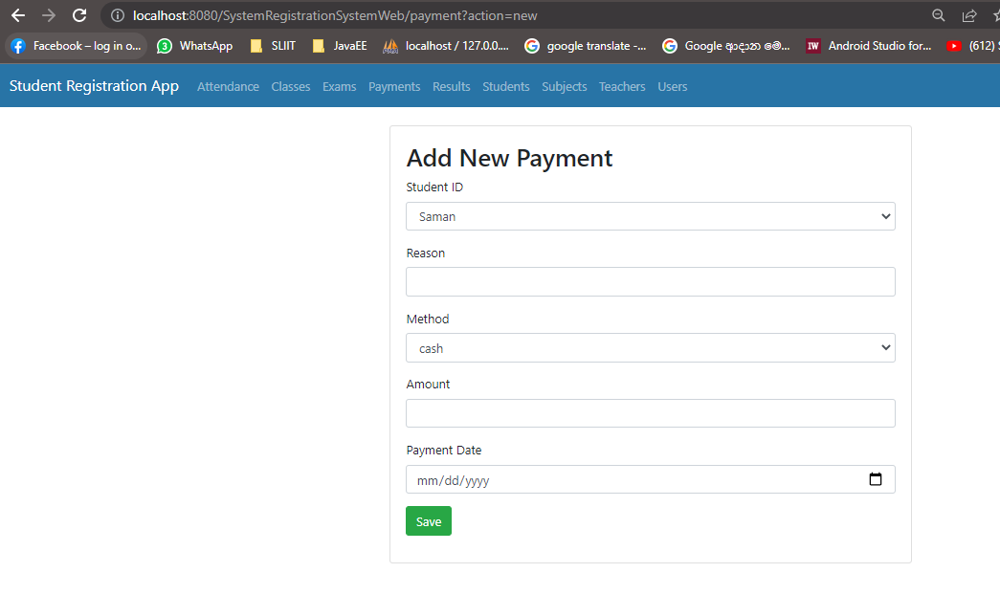 localhost:8080/SystemRegistrationSystemWeb/payment?action=new
Facebook – log in o... 3 WhatsApp SLIIT JavaEE localhost / 127.0.0.... google translate -... Google ආදාන මෙ... IW Android Studio for... (612)
Student Registration App Attendance Classes Exams Payments Results Students Subjects Teachers Users
Add New Payment
Student ID
Saman
Reason
Method
cash
Amount
Payment Date
mm/dd/yyyy
Save